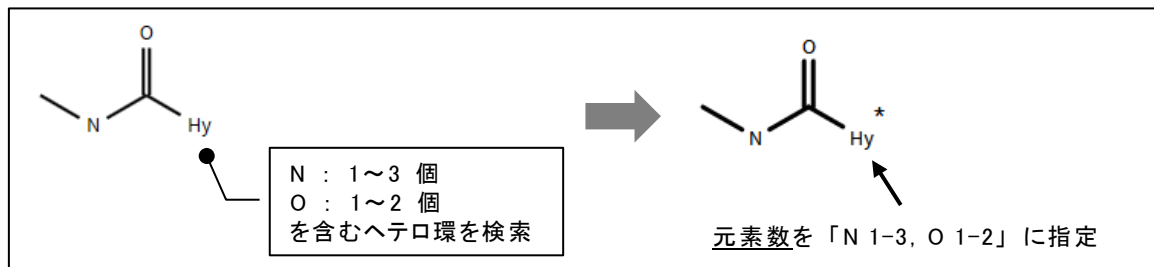 O
N
Hy
N : 1～3 個
O : 1～2 個
を含むヘテロ環を検索
O
N
Hy *
元素数を「N 1-3, O 1-2」に指定